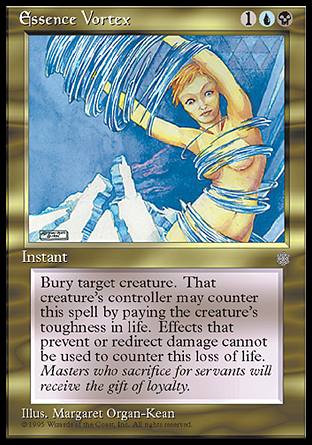 Essence Vortex 1
Instant
Bury target creature. That
creature's controller may counter
this spell by paying the creature's
toughness in life. Effects that
prevent or redirect damage cannot
be used to counter this loss of life.
Masters who sacrifice for servants will
receive the gift of loyalty.
Illus. Margaret Organ-Kean
©1995 Wizards of the Coast, Inc. All rights reserved.